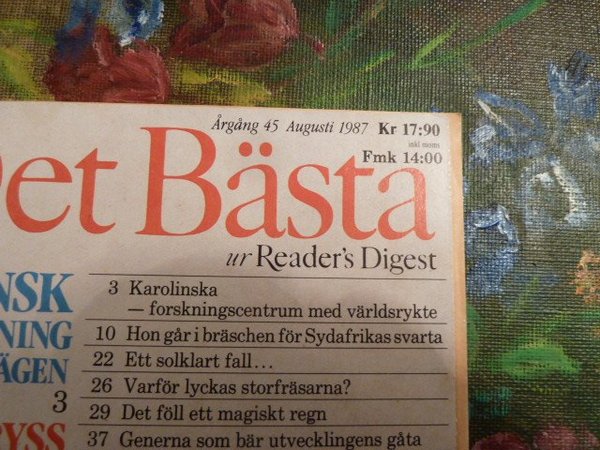 Årgång 45 Augusti 1987 Kr 17:90
inkl moms
Fmk 14:00
Det Bästa
ur Reader's Digest
3 Karolinska
— forskningscentrum med världsrykte
10 Hon går i bräschen för Sydafrikas svarta
22 Ett solklart fall...
26 Varför lyckas storfräsarna?
29 Det föll ett magiskt regn
37 Generna som bär utvecklingens gåta
NSK
NING
ÄGEN
3
YSS